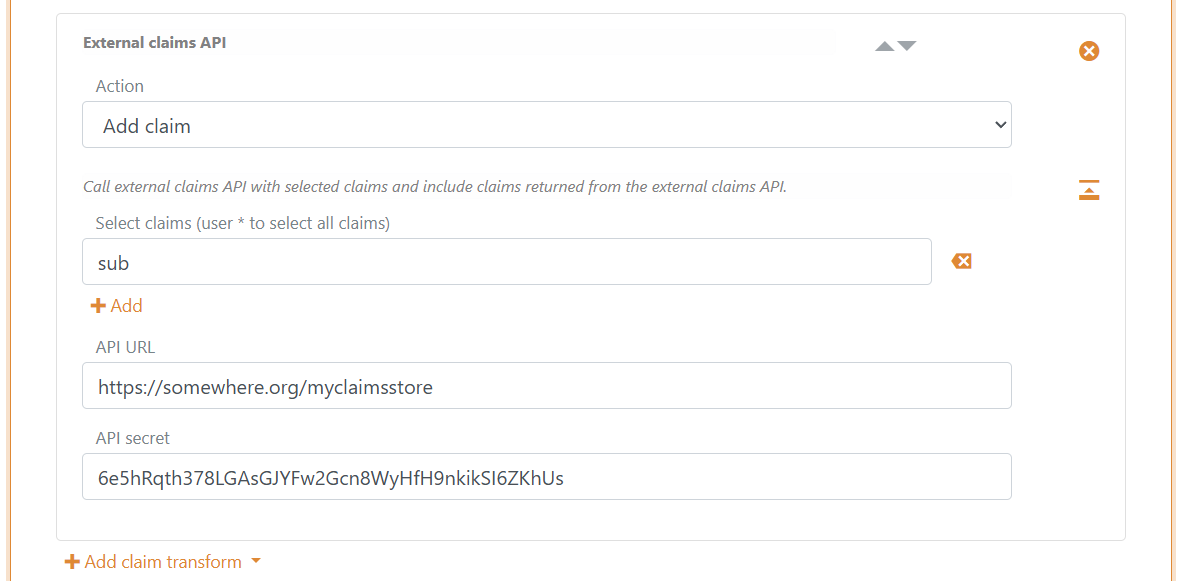 External claims API
Action
Add claim
Call external claims API with selected claims and include claims returned from the external claims API.
Select claims (user * to select all claims)
sub
Add
API URL
https://somewhere.org/myclaimsstore
API secret
6e5hRqth378LGAsGJYFw2Gcn8WyHfH9nkikSI6ZKhUs
Add claim transform